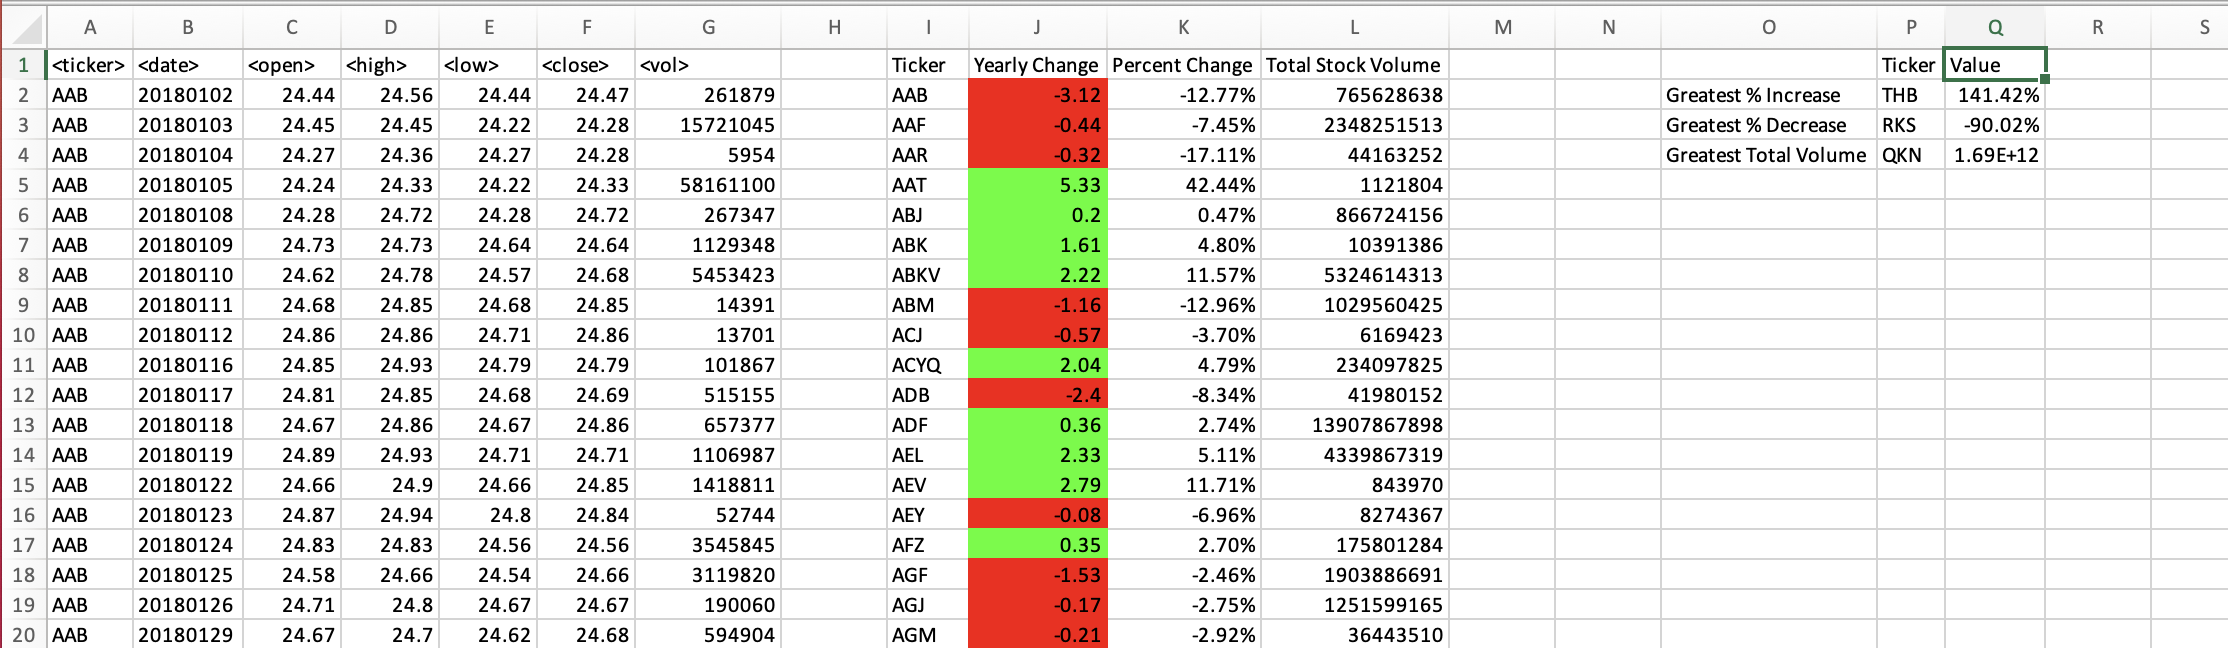 A B C D E F G H I J K L M N O P Q R S
1 <ticker> <date> <open> <high> <low> <close> <vol> Ticker Yearly Change Percent Change Total Stock Volume Ticker Value
2 AAB 20180102 24.44 24.56 24.44 24.47 261879 AAB -3.12 -12.77% 765628638 Greatest % Increase THB 141.42%
3 AAB 20180103 24.45 24.45 24.22 24.28 15721045 AAF -0.44 -7.45% 2348251513 Greatest % Decrease RKS -90.02%
4 AAB 20180104 24.27 24.36 24.27 24.28 5954 AAR -0.32 -17.11% 44163252 Greatest Total Volume QKN 1.69E+12
5 AAB 20180105 24.24 24.33 24.22 24.33 58161100 AAT 5.33 42.44% 1121804
6 AAB 20180108 24.28 24.72 24.28 24.72 267347 ABJ 0.2 0.47% 866724156
7 AAB 20180109 24.73 24.73 24.64 24.64 1129348 ABK 1.61 4.80% 10391386
8 AAB 20180110 24.62 24.78 24.57 24.68 5453423 ABKV 2.22 11.57% 5324614313
9 AAB 20180111 24.68 24.85 24.68 24.85 14391 ABM -1.16 -12.96% 1029560425
10 AAB 20180112 24.86 24.86 24.71 24.86 13701 ACJ -0.57 -3.70% 6169423
11 AAB 20180116 24.85 24.93 24.79 24.79 101867 ACYQ 2.04 4.79% 234097825
12 AAB 20180117 24.81 24.85 24.68 24.69 515155 ADB -2.4 -8.34% 41980152
13 AAB 20180118 24.67 24.86 24.67 24.86 657377 ADF 0.36 2.74% 13907867898
14 AAB 20180119 24.89 24.93 24.71 24.71 1106987 AEL 2.33 5.11% 4339867319
15 AAB 20180122 24.66 24.9 24.66 24.85 1418811 AEV 2.79 11.71% 843970
16 AAB 20180123 24.87 24.94 24.8 24.84 52744 AEY -0.08 -6.96% 8274367
17 AAB 20180124 24.83 24.83 24.56 24.56 3545845 AFZ 0.35 2.70% 175801284
18 AAB 20180125 24.58 24.66 24.54 24.66 3119820 AGF -1.53 -2.46% 1903886691
19 AAB 20180126 24.71 24.8 24.67 24.67 190060 AGJ -0.17 -2.75% 1251599165
20 AAB 20180129 24.67 24.7 24.62 24.68 594904 AGM -0.21 -2.92% 36443510